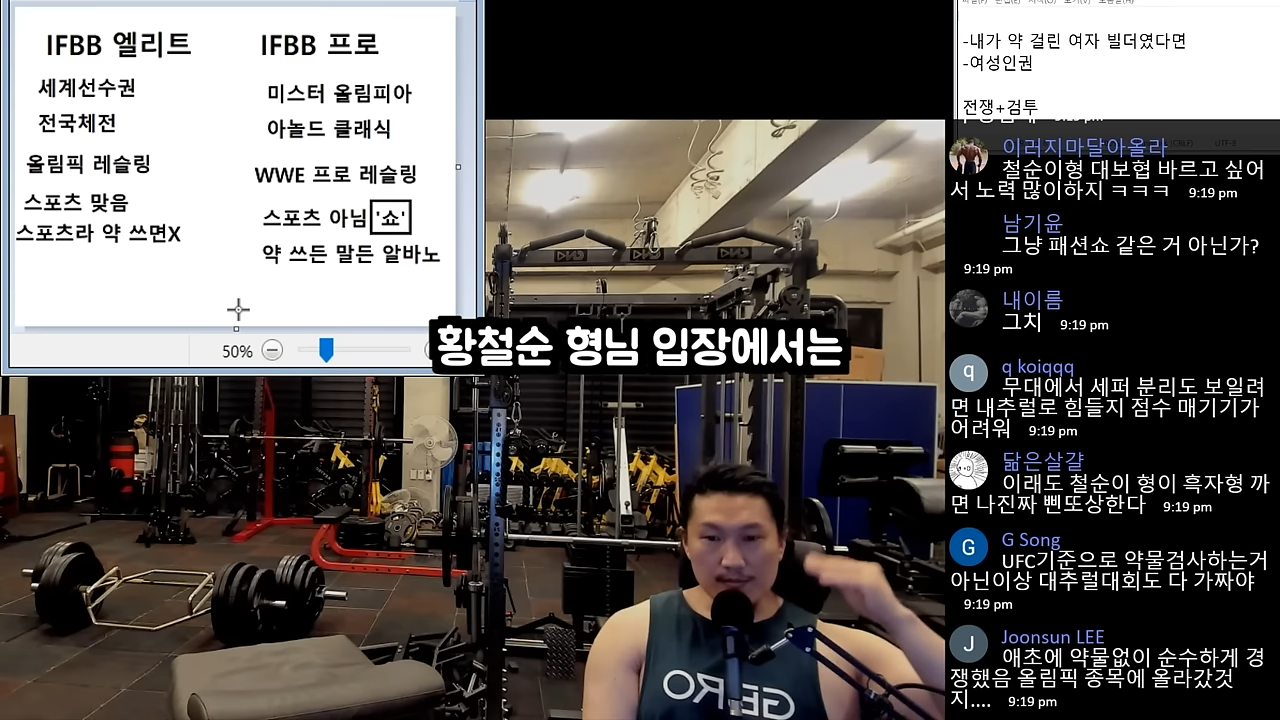 IFBB 엘리트
세계선수권
전국체전
올림픽 레슬링
스포츠 맞음
스포츠라 약 쓰면X
IFBB 프로
미스터 올림피아
아놀드 클래식
WWE 프로 레슬링
스포츠 아님 '쇼'
약 쓰든 말든 알바노
50%
황철순 형님 입장에서는
GERO
-내가 약 걸린 여자 빌더였다면
-여성인권
전쟁+검투
이러지마달아올라
철순이형 대보협 바르고 싶어
서 노력 많이하지 ㅋㅋㅋ 9:19 pm
남기윤
그냥 패션쇼 같은 거 아닌가?
9:19 pm
내이름
그치 9:19 pm
q
q koiqqq
무대에서 세퍼 분리도 보일려
면 내추럴로 힘들지 점수 매기기가
어려워 9:19 pm
닮은살걀
이래도 철순이 형이 흑자형 까
면 나진짜 삔또상한다 9:19 pm
G
G Song
UFC기준으로 약물검사하는거
아닌이상 대추럴대회도 다 가짜야
9:19 pm
J
Joonsun LEE
애초에 약물없이 순수하게 경
쟁했음 올림픽 종목에 올라갔것
지.... 9:19 pm